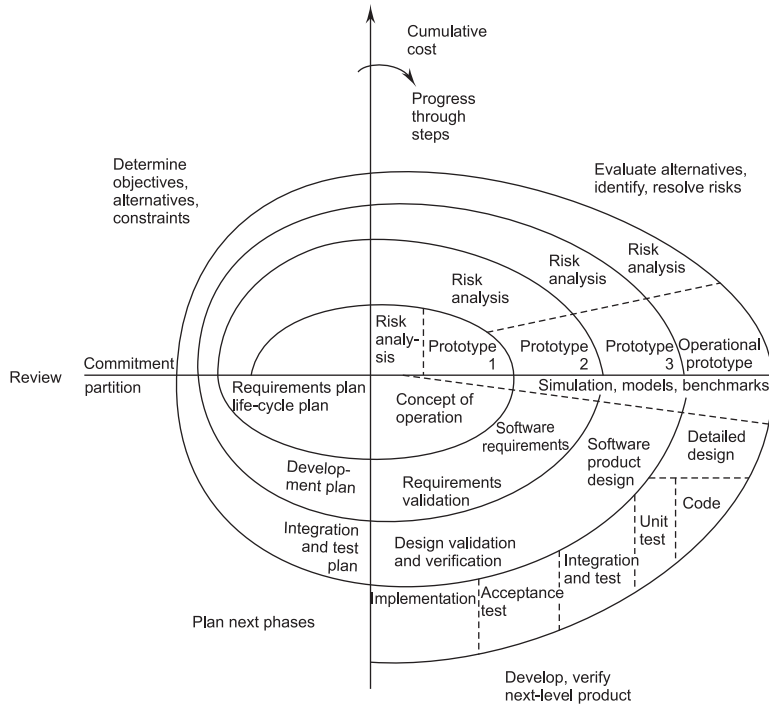 Cumulative
cost
Progress
through
steps
Determine
objectives,
alternatives,
constraints
Evaluate alternatives,
identify, resolve risks
Risk
analysis
Risk
analysis
Risk
analysis
Risk
analy-
sis
Prototype
1
Prototype
2
Prototype
3
Operational
prototype
Review
Commitment
partition
Simulation, models, benchmarks
Requirements plan
life-cycle plan
Concept of
operation
Software
requirements
Software
product
design
Detailed
design
Develop-
ment plan
Requirements
validation
Code
Unit
test
Integration
and test
plan
Design validation
and verification
Integration
and test
Implementation
Acceptance
test
Plan next phases
Develop, verify
next-level product